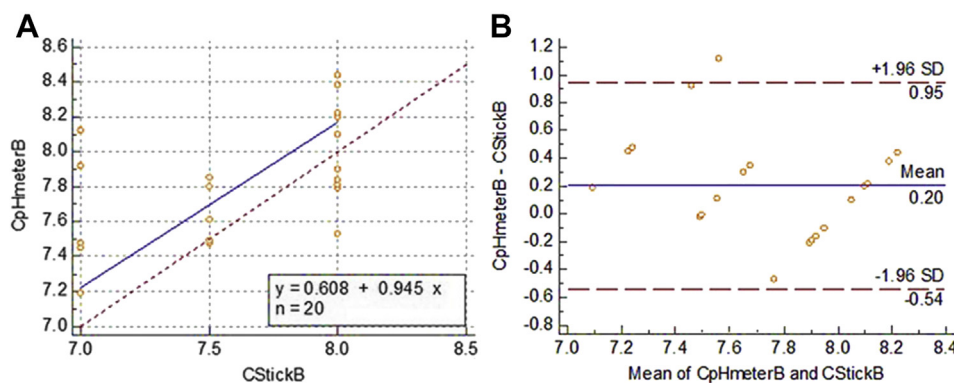 A
CpHmeterB
8.6
8.4
8.2
8.0
7.8
7.6
7.4
7.2
7.0
7.0 7.5 8.0 8.5
CStickB
y = 0.608 + 0.945 x
n = 20
B
CpHmeterB - CStickB
1.2
1.0
0.8
0.6
0.4
0.2
0.0
-0.2
-0.4
-0.6
-0.8
+1.96 SD
0.95
Mean
0.20
-1.96 SD
-0.54
7.0 7.2 7.4 7.6 7.8 8.0 8.2 8.4
Mean of CpHmeterB and CStickB